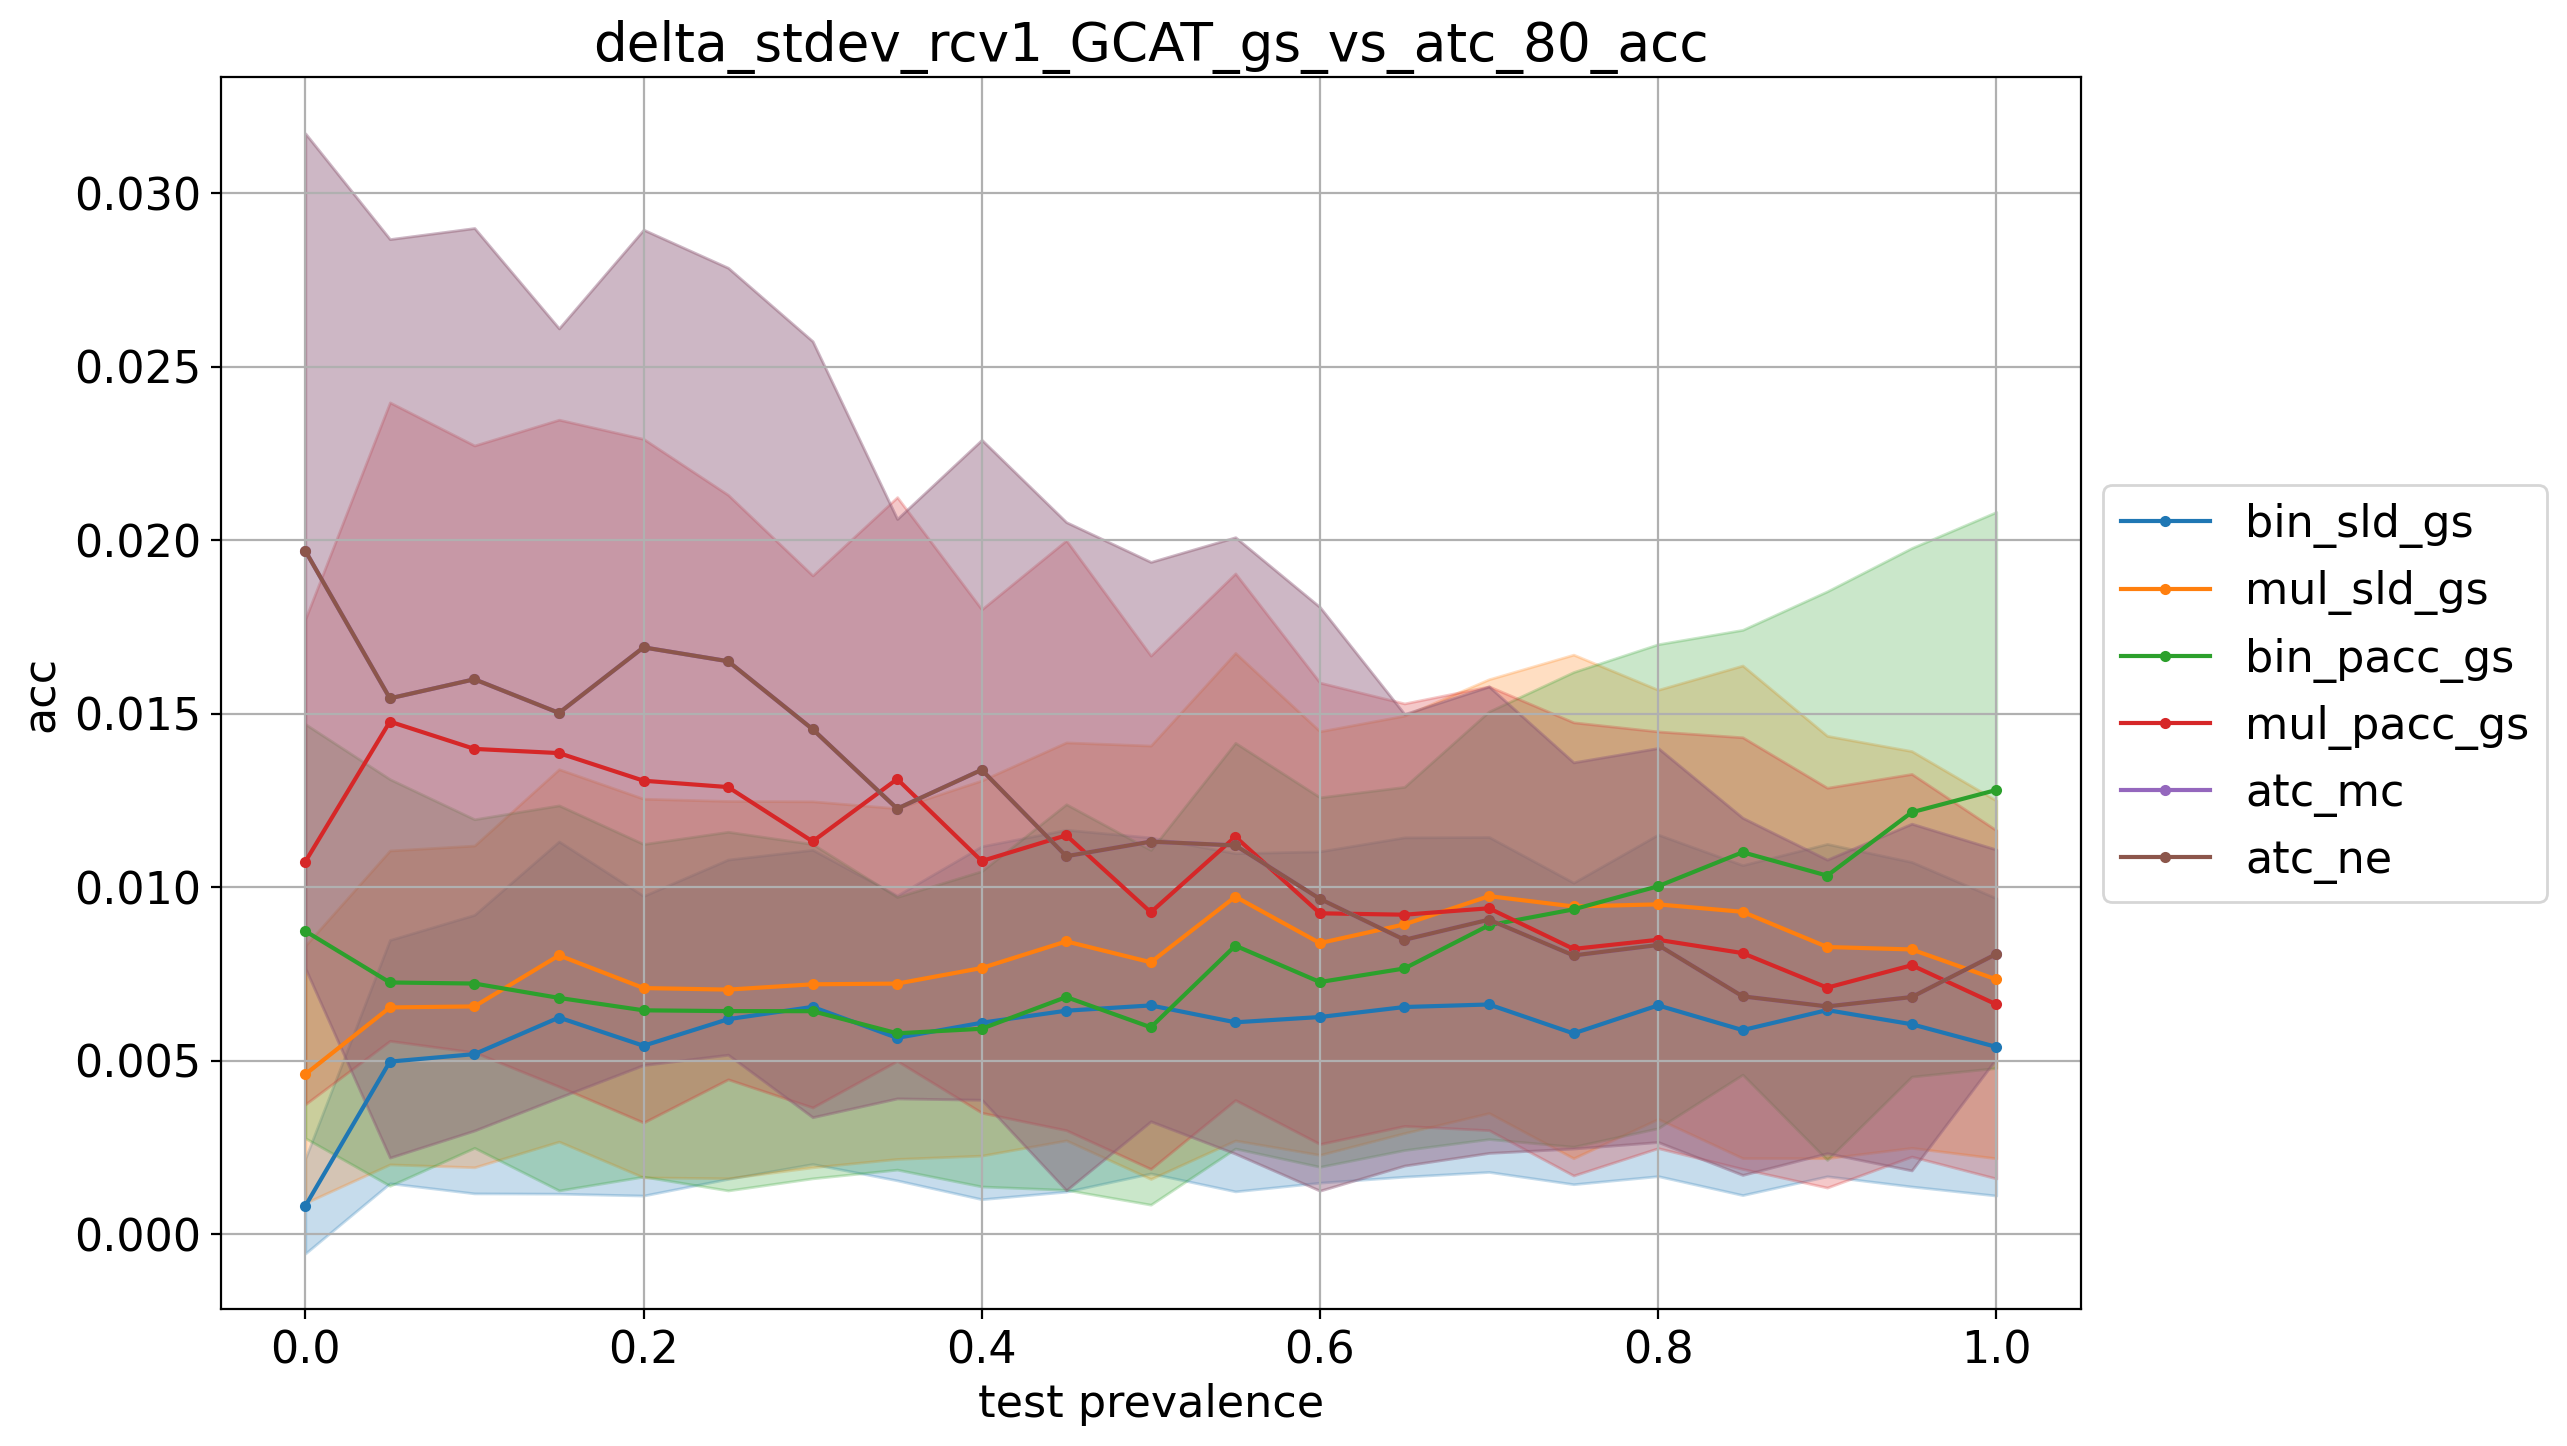 delta_stdev_rcv1_GCAT_gs_vs_atc_80_acc
0.030
0.025
0.020
0.015
0.010
0.005
0.000
acc
0.0 0.2 0.4 0.6 0.8 1.0
test prevalence
bin_sld_gs
mul_sld_gs
bin_pacc_gs
mul_pacc_gs
atc_mc
atc_ne